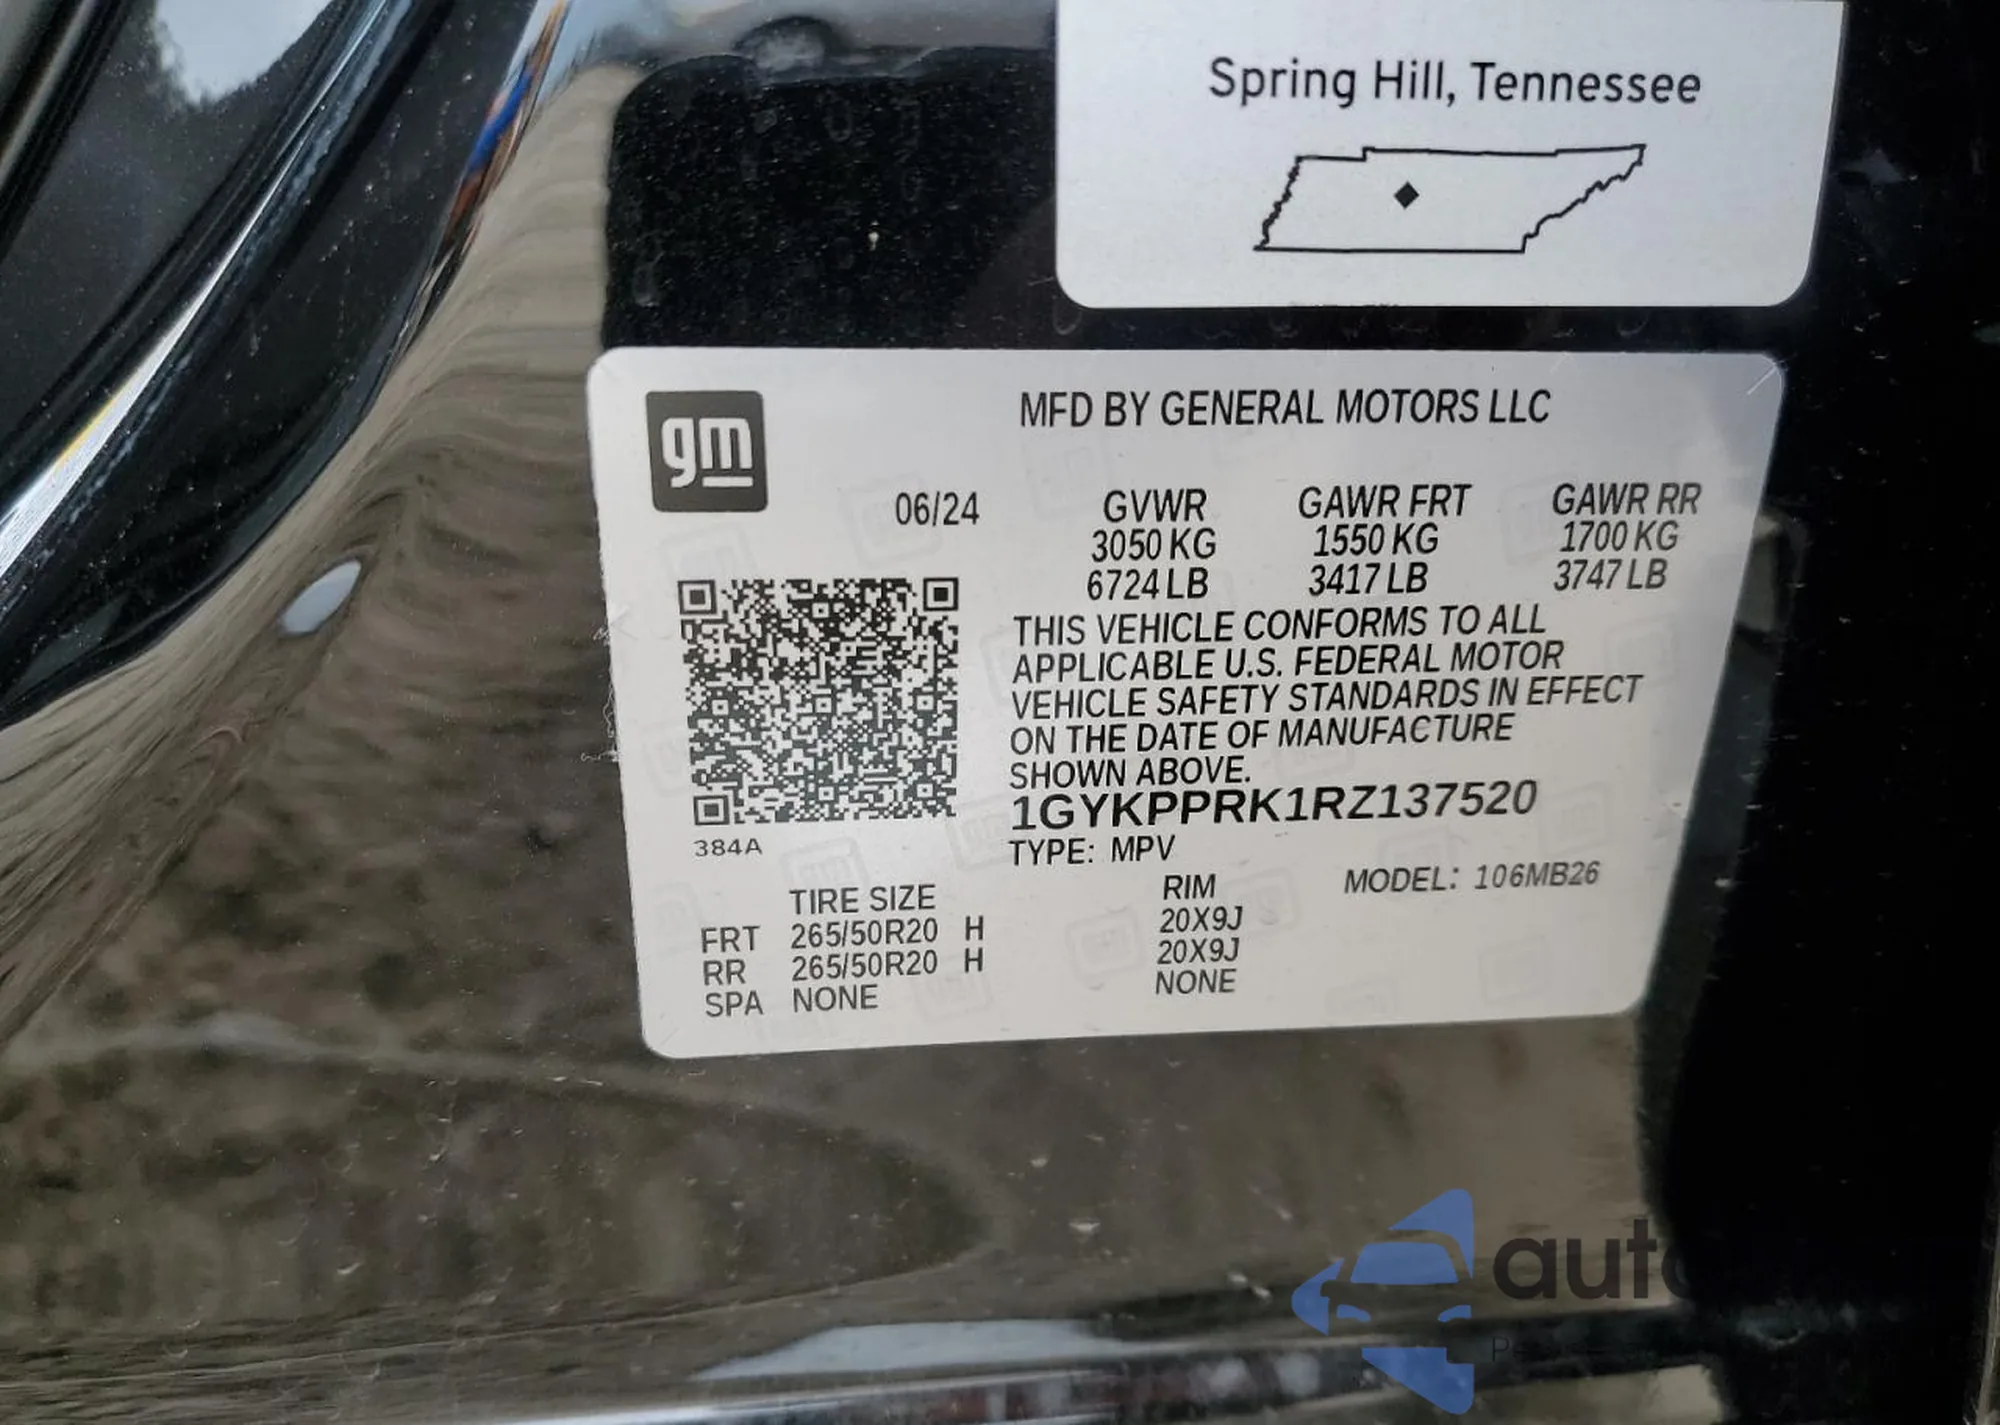 Spring Hill, Tennessee
gm
MFD BY GENERAL MOTORS LLC
06/24 GVWR GAWR FRT GAWR RR
3050 KG 1550 KG 1700 KG
6724 LB 3417 LB 3747 LB
THIS VEHICLE CONFORMS TO ALL
APPLICABLE U.S. FEDERAL MOTOR
VEHICLE SAFETY STANDARDS IN EFFECT
ON THE DATE OF MANUFACTURE
SHOWN ABOVE.
1GYKPPRK1RZ137520
384A
TYPE: MPV
MODEL: 106MB26
TIRE SIZE RIM
FRT 265/50R20 H 20X9J
RR 265/50R20 H 20X9J
SPA NONE NONE